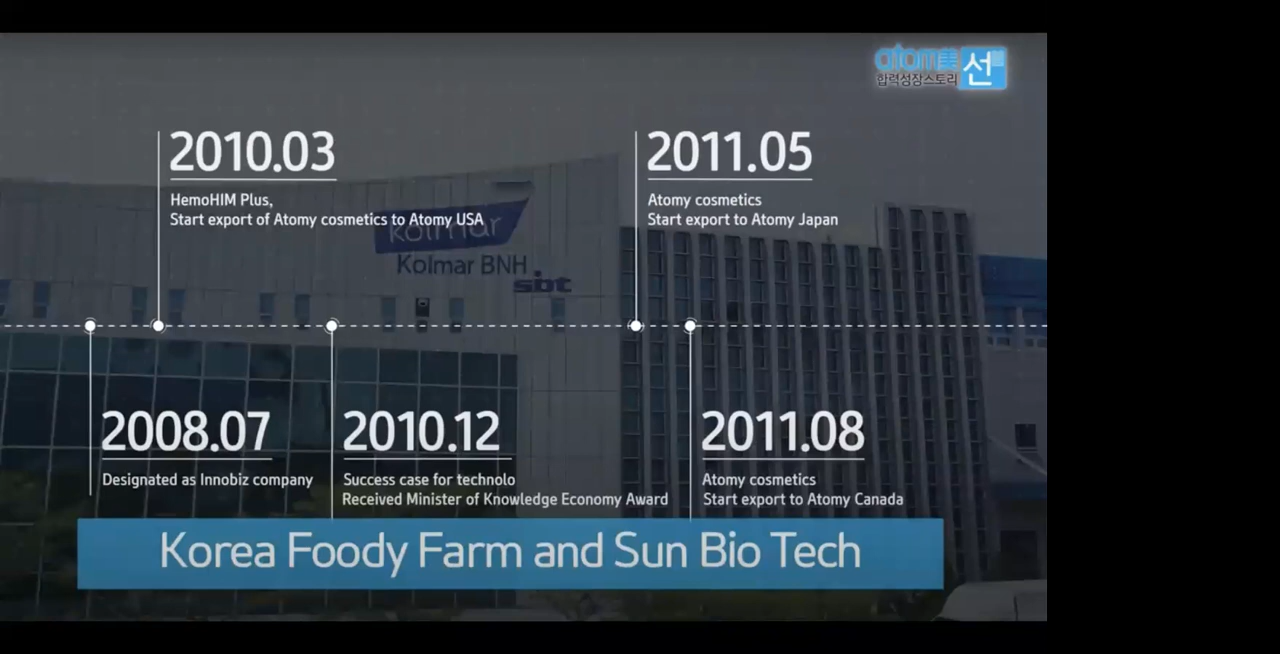 atom美
합력성장스토리
선
2010.03
HemoHIM Plus,
Start export of Atomy cosmetics to Atomy USA
2011.05
Atomy cosmetics
Start export to Atomy Japan
kolmar
Kolmar BNH
sbt
2008.07
Designated as Innobiz company
2010.12
Success case for technolo
Received Minister of Knowledge Economy Award
2011.08
Atomy cosmetics
Start export to Atomy Canada
Korea Foody Farm and Sun Bio Tech